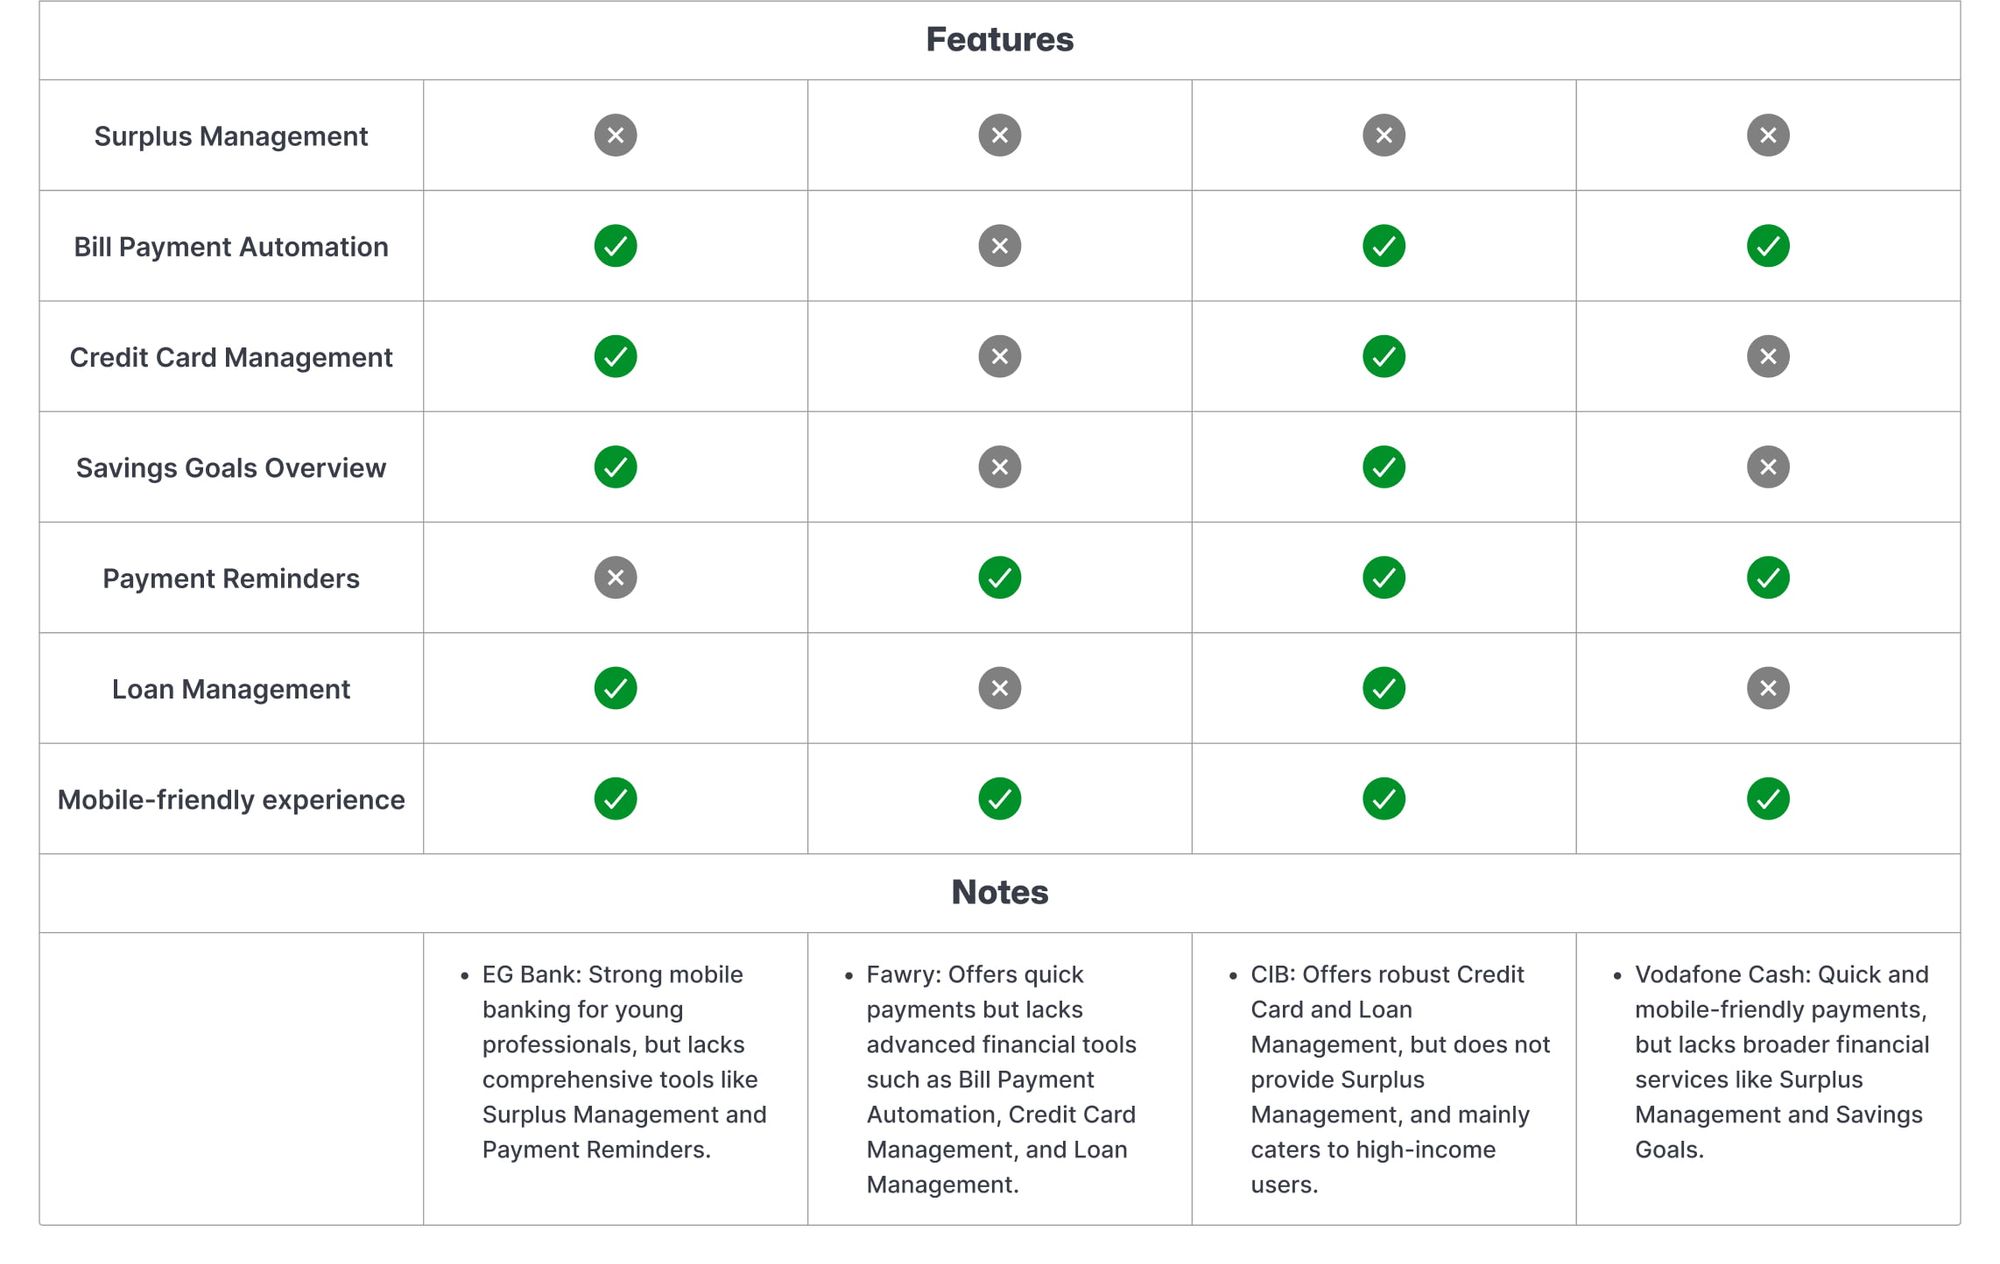 Features
Surplus Management
Bill Payment Automation
Credit Card Management
Savings Goals Overview
Payment Reminders
Loan Management
Mobile-friendly experience
Notes
• EG Bank: Strong mobile
banking for young
professionals, but lacks
comprehensive tools like
Surplus Management and
Payment Reminders.
• Fawry: Offers quick
payments but lacks
advanced financial tools
such as Bill Payment
Automation, Credit Card
Management, and Loan
Management.
• CIB: Offers robust Credit
Card and Loan
Management, but does not
provide Surplus
Management, and mainly
caters to high-income
users.
• Vodafone Cash: Quick and
mobile-friendly payments,
but lacks broader financial
services like Surplus
Management and Savings
Goals.